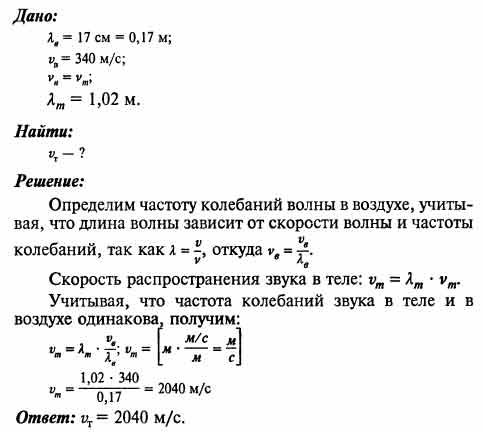 Дано:
λв = 17 см = 0,17 м;
vв = 340 м/с;
νв = νт;
λт = 1,02 м.
Найти:
vт — ?
Решение:
Определим частоту колебаний волны в воздухе, учиты-
вая, что длина волны зависит от скорости волны и частоты
колебаний, так как λ = v/ν, откуда νв = vв/λв.
Скорость распространения звука в теле: vт = λт · νт.
Учитывая, что частота колебаний звука в теле и в
воздухе одинакова, получим:
vт = λт · vв/λв; vт = [м · м/с / м = м/с]
vт = 1,02 · 340 / 0,17 = 2040 м/с
Ответ: vт = 2040 м/с.